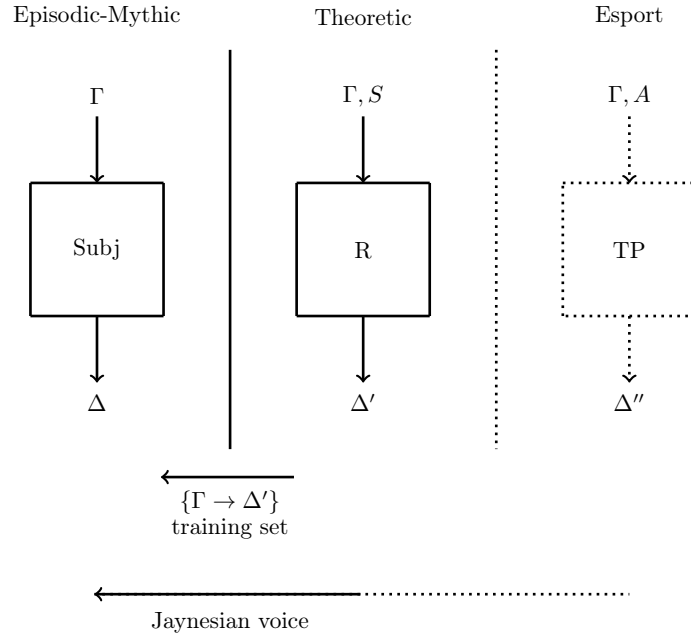 Episodic-Mythic
Theoretic
Esport
Γ
Γ, S
Γ, A
Subj
R
TP
Δ
Δ′
Δ″
{Γ → Δ′}
training set
Jaynesian voice